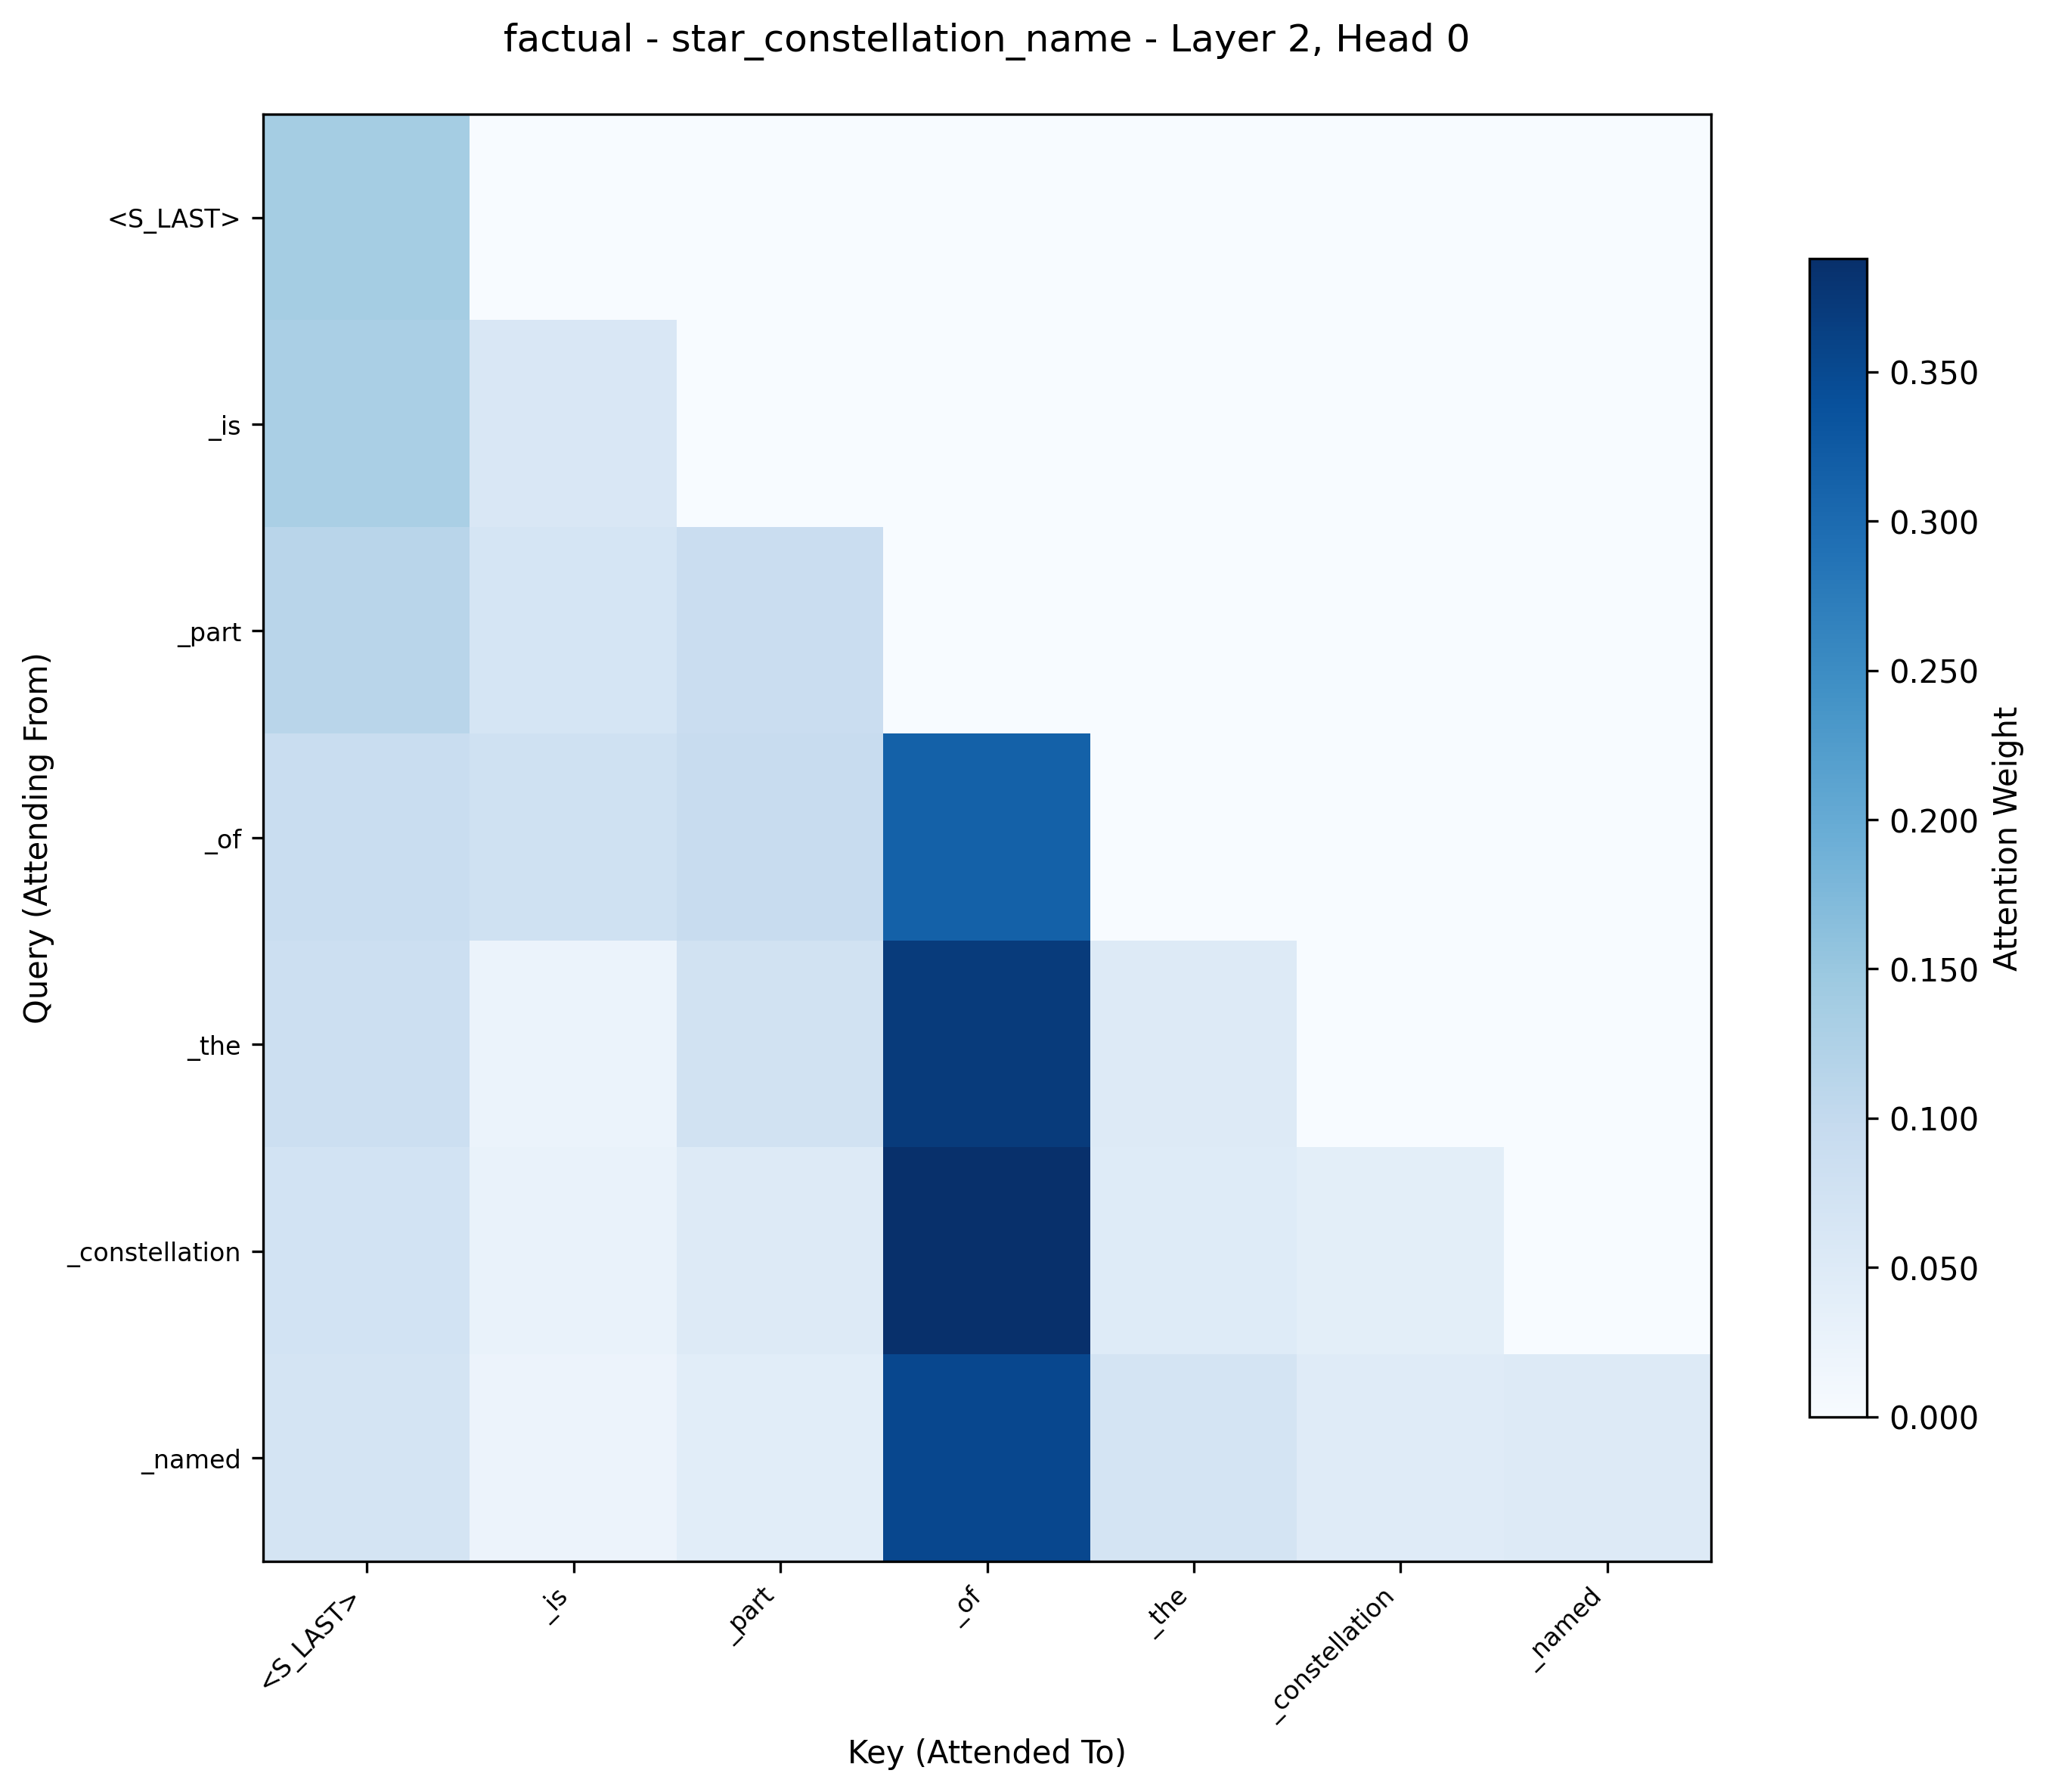 factual - star_constellation_name - Layer 2, Head 0
Query (Attending From)
<S_LAST>
_is
_part
_of
_the
_constellation
_named
<S_LAST>
_is
_part
_of
_the
_constellation
_named
Key (Attended To)
0.350
0.300
0.250
0.200
0.150
0.100
0.050
0.000
Attention Weight